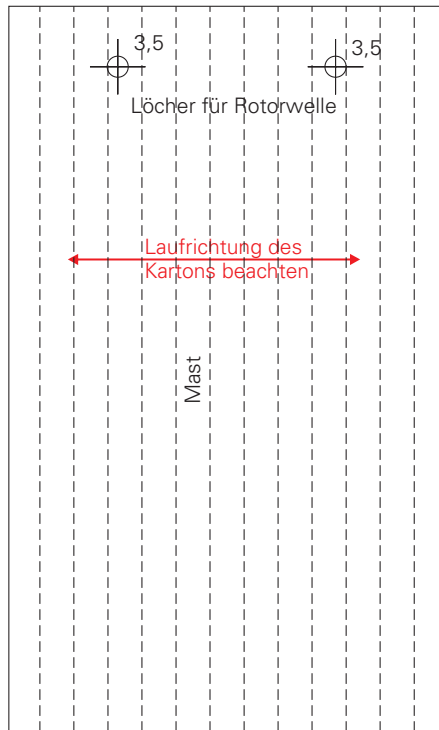 3,5
3,5
Löcher für Rotorwelle
Laufrichtung des
Kartons beachten
Mast